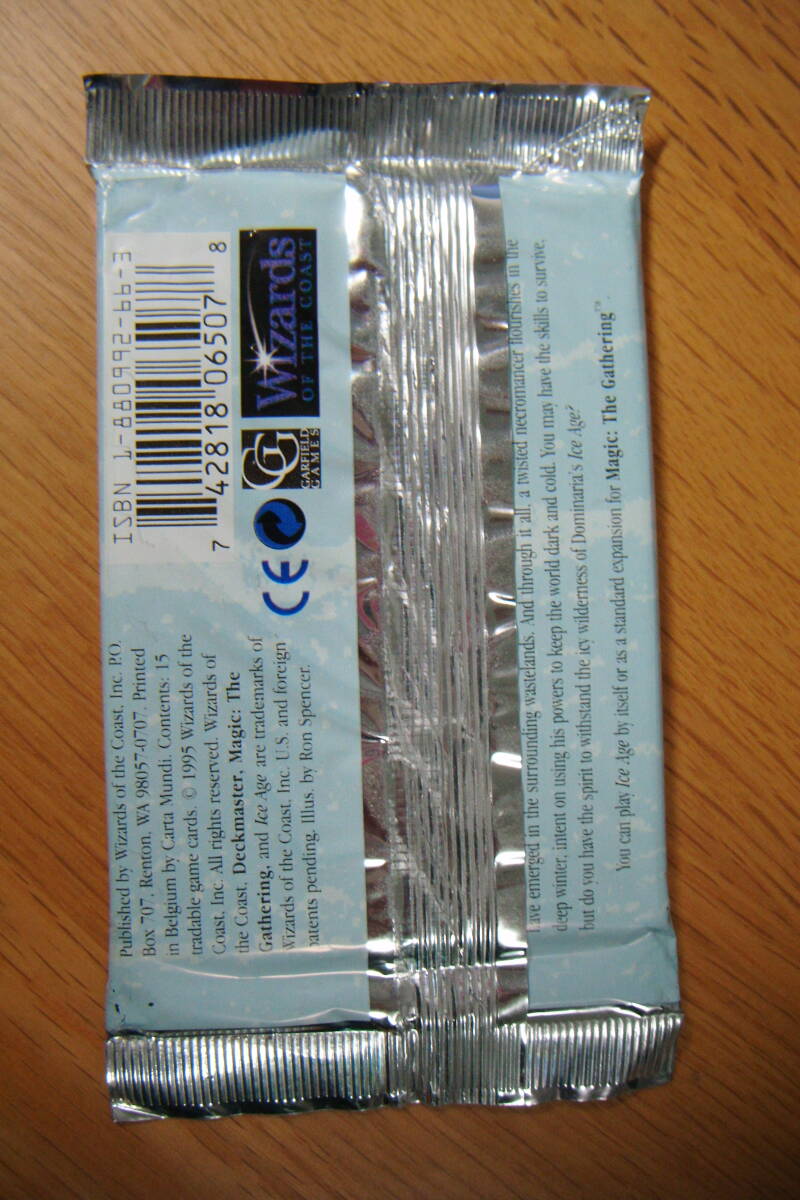 ISBN 1-880992-66-3
7 42818 06507 8
Wizards
OF THE COAST
GG
GARFIELD
GAMES
CE
Published by Wizards of the Coast, Inc. P.O.
Box 707, Renton, WA 98057-0707. Printed
in Belgium by Carta Mundi. Contents: 15
tradable game cards. © 1995 Wizards of the
Coast, Inc. All rights reserved. Wizards of
the Coast, Deckmaster, Magic: The
Gathering, and Ice Age are trademarks of
Wizards of the Coast, Inc. U.S. and foreign
patents pending. Illus. by Ron Spencer.
have emerged in the surrounding wastelands. And through it all, a twisted necromancer flourishes in the
deep winter, intent on using his powers to keep the world dark and cold. You may have the skills to survive,
but do you have the spirit to withstand the icy wilderness of Dominaria's Ice Age?
You can play Ice Age by itself or as a standard expansion for Magic: The Gathering™.